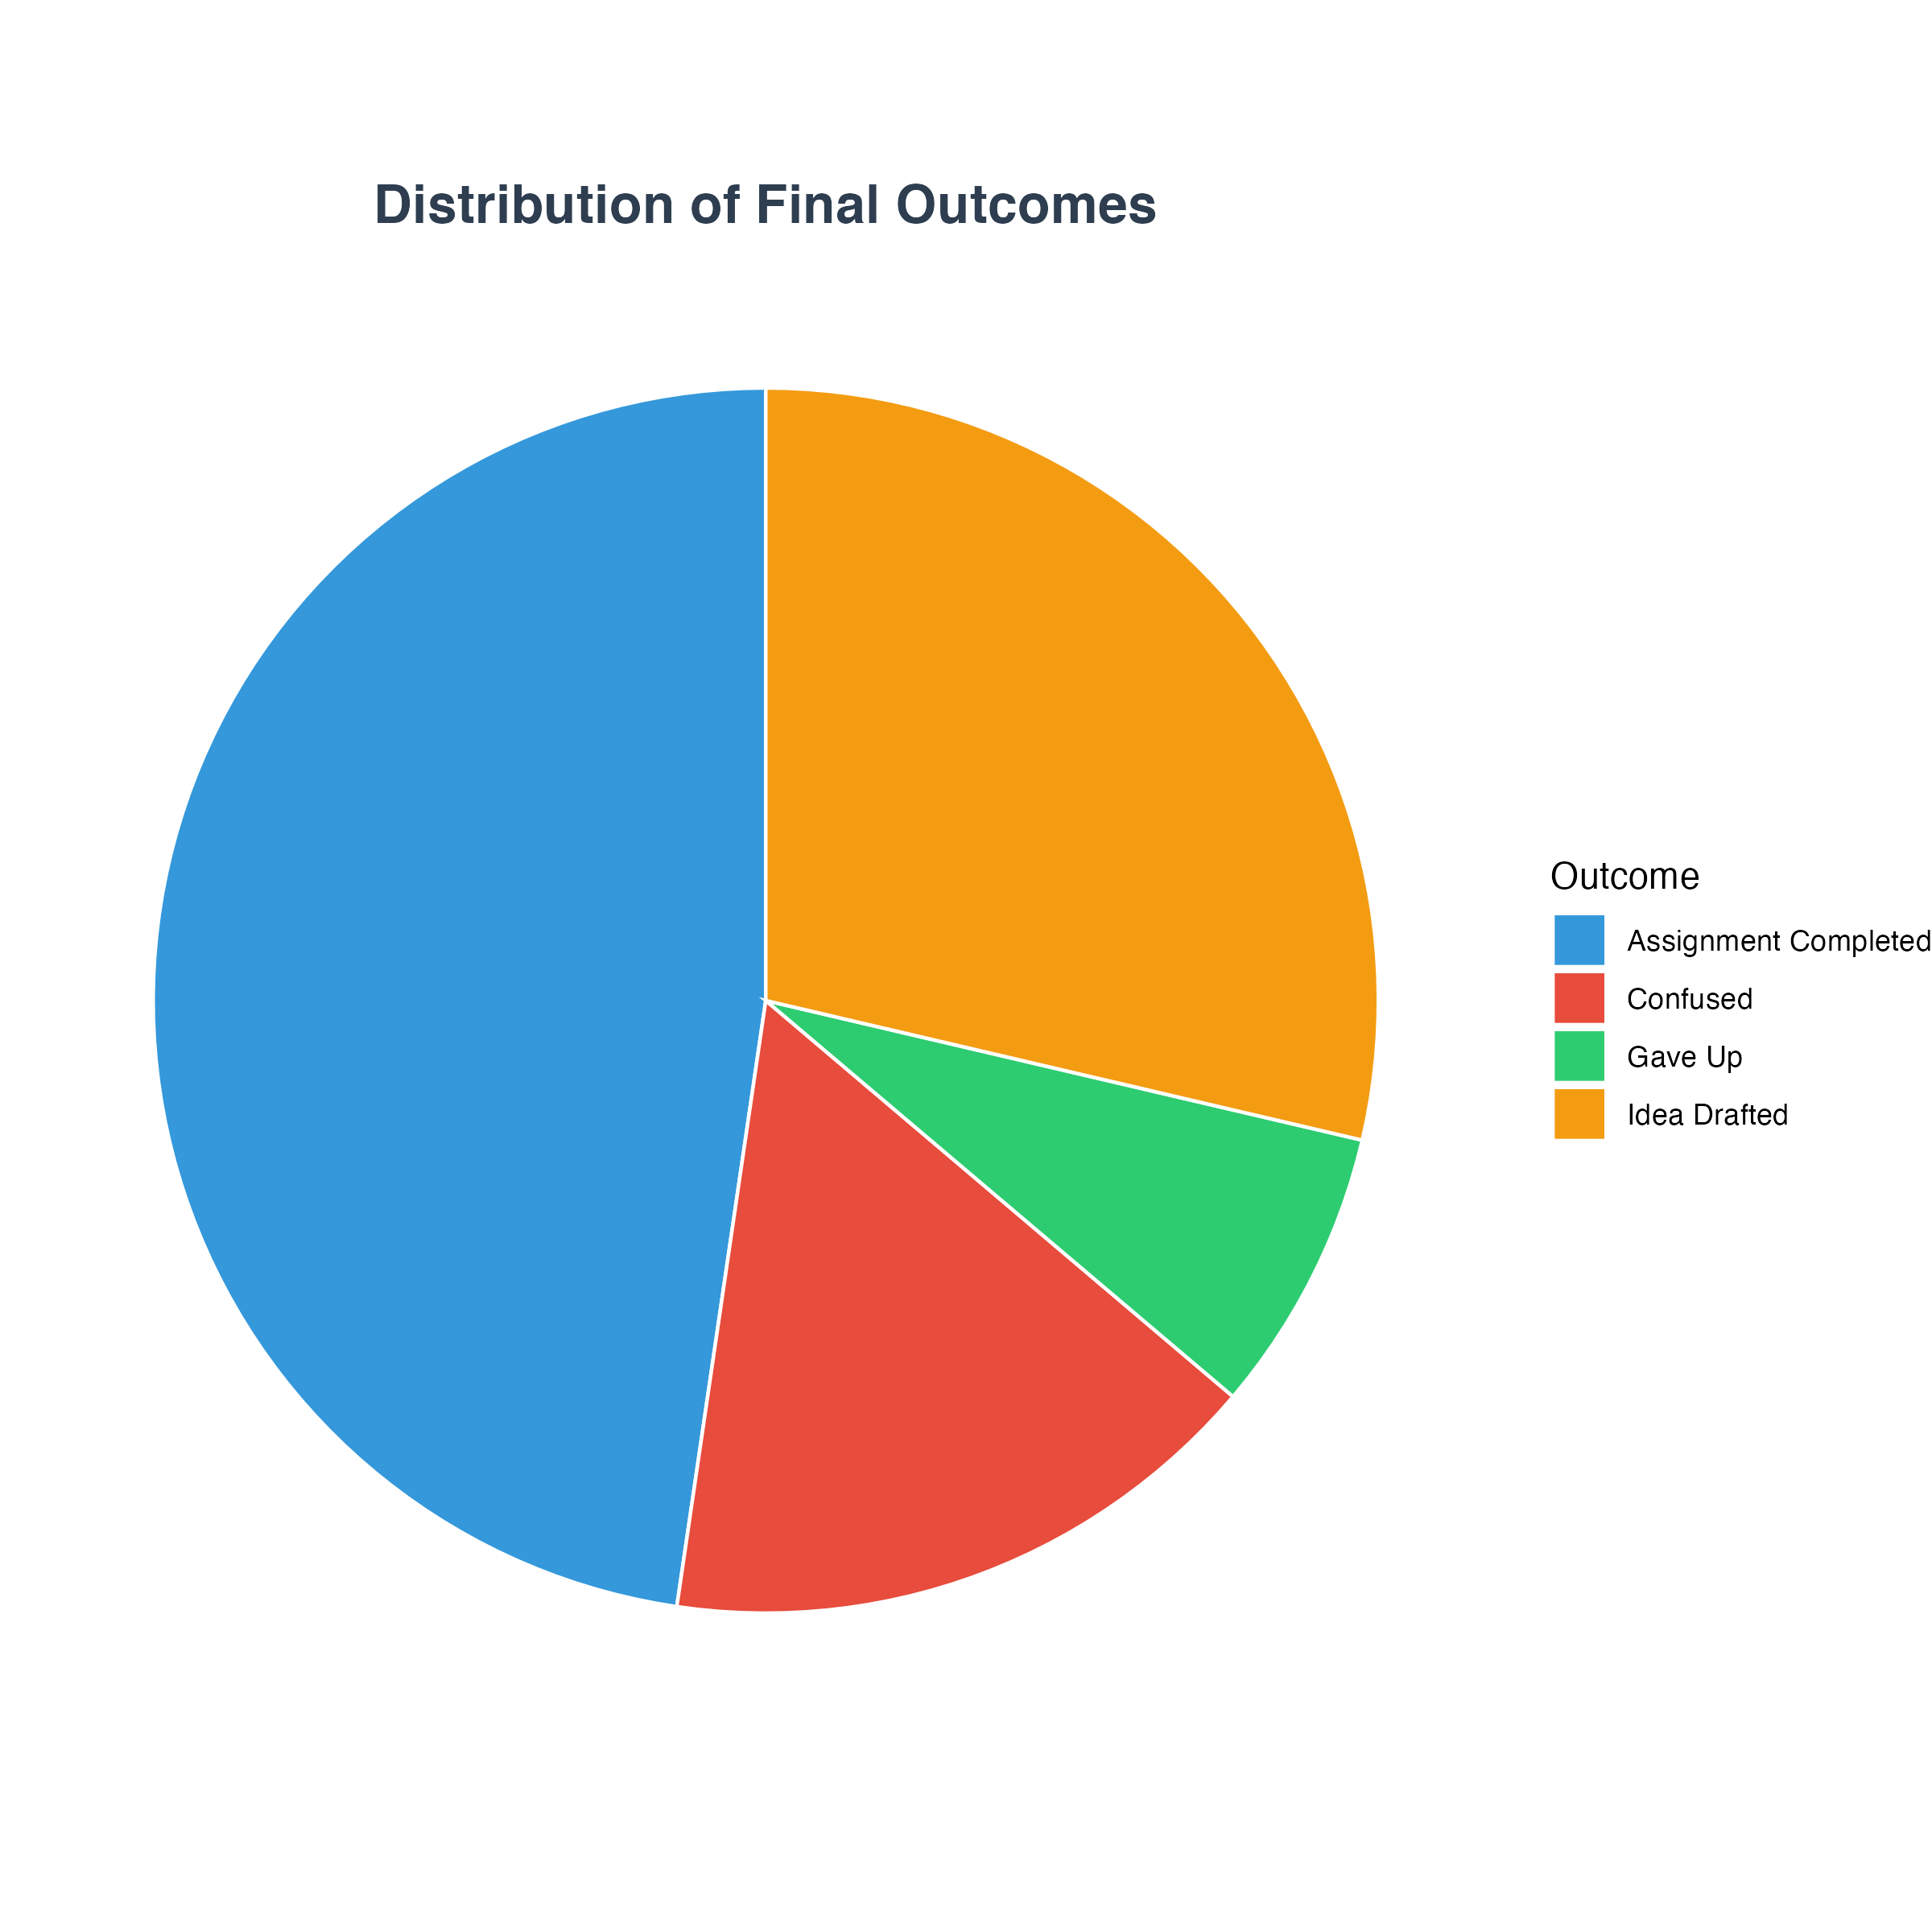 Distribution of Final Outcomes
Outcome
Assignment Completed
Confused
Gave Up
Idea Drafted